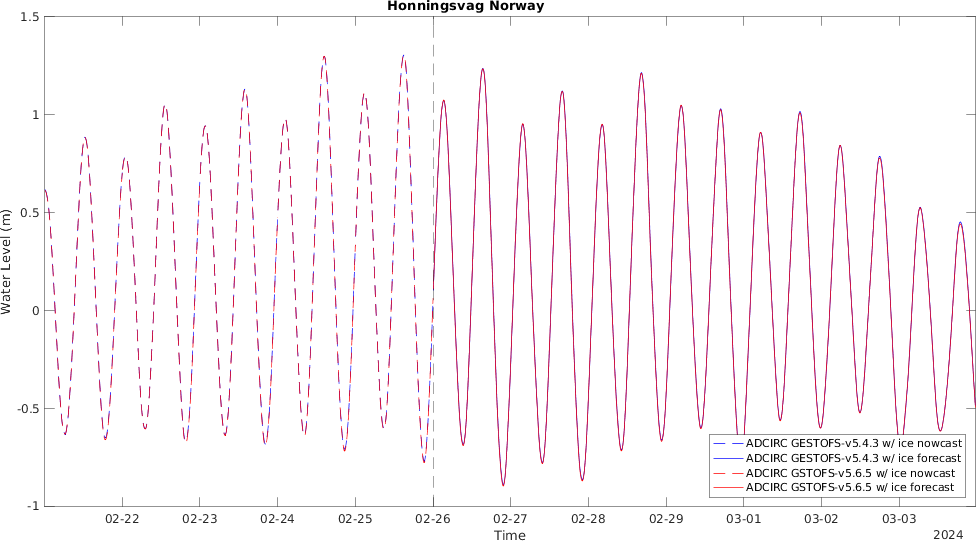 Honningsvag Norway
Water Level (m)
1.5
1
0.5
0
-0.5
-1
02-22 02-23 02-24 02-25 02-26 02-27 02-28 02-29 03-01 03-02 03-03
Time
2024
ADCIRC GESTOFS-v5.4.3 w/ ice nowcast
ADCIRC GESTOFS-v5.4.3 w/ ice forecast
ADCIRC GSTOFS-v5.6.5 w/ ice nowcast
ADCIRC GSTOFS-v5.6.5 w/ ice forecast